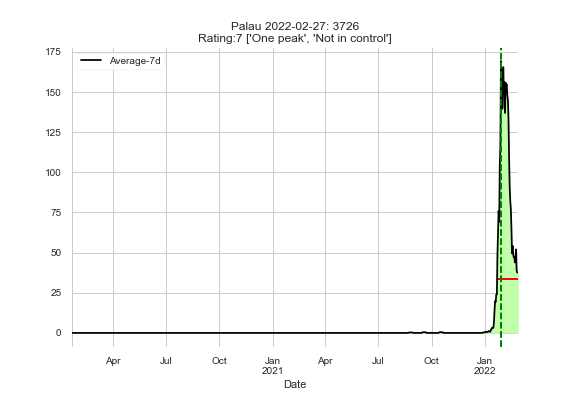 Palau 2022-02-27: 3726
Rating:7 ['One peak', 'Not in control']
175
150
125
100
75
50
25
0
Average-7d
Apr
Jul
Oct
Jan
2021
Apr
Jul
Oct
Jan
2022
Date